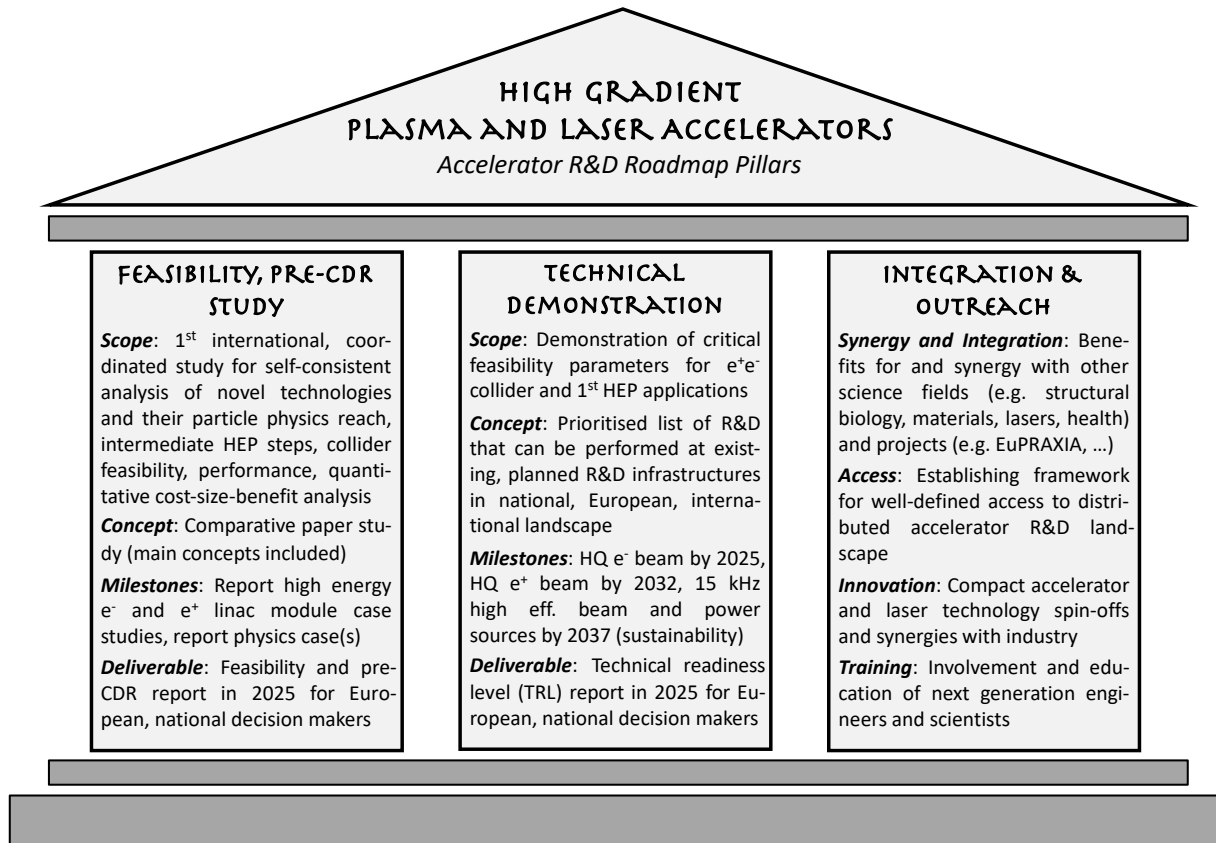 HIGH GRADIENT
PLASMA AND LASER ACCELERATORS
Accelerator R&D Roadmap Pillars
FEASIBILITY, PRE-CDR
STUDY
Scope: 1st international, coor-
dinated study for self-consistent
analysis of novel technologies
and their particle physics reach,
intermediate HEP steps, collider
feasibility, performance, quanti-
tative cost-size-benefit analysis
Concept: Comparative paper stu-
dy (main concepts included)
Milestones: Report high energy
e- and e+ linac module case
studies, report physics case(s)
Deliverable: Feasibility and pre-
CDR report in 2025 for Euro-
pean, national decision makers
TECHNICAL
DEMONSTRATION
Scope: Demonstration of critical
feasibility parameters for e+e-
collider and 1st HEP applications
Concept: Prioritised list of R&D
that can be performed at exist-
ing, planned R&D infrastructures
in national, European, interna-
tional landscape
Milestones: HQ e- beam by 2025,
HQ e+ beam by 2032, 15 kHz
high eff. beam and power
sources by 2037 (sustainability)
Deliverable: Technical readiness
level (TRL) report in 2025 for Eu-
ropean, national decision makers
INTEGRATION &
OUTREACH
Synergy and Integration: Bene-
fits for and synergy with other
science fields (e.g. structural
biology, materials, lasers, health)
and projects (e.g. EuPRAXIA, …)
Access: Establishing framework
for well-defined access to distri-
buted accelerator R&D land-
scape
Innovation: Compact accelerator
and laser technology spin-offs
and synergies with industry
Training: Involvement and edu-
cation of next generation engi-
neers and scientists